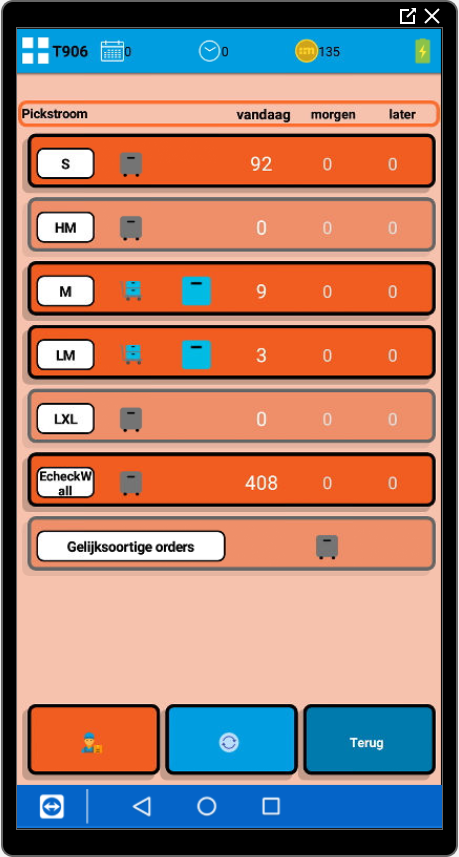 T906 0 0 135
Pickstroom vandaag morgen later
S 92 0 0
HM 0 0 0
M 9 0 0
LM 3 0 0
LXL 0 0 0
EcheckW
all 408 0 0
Gelijksoortige orders
Terug